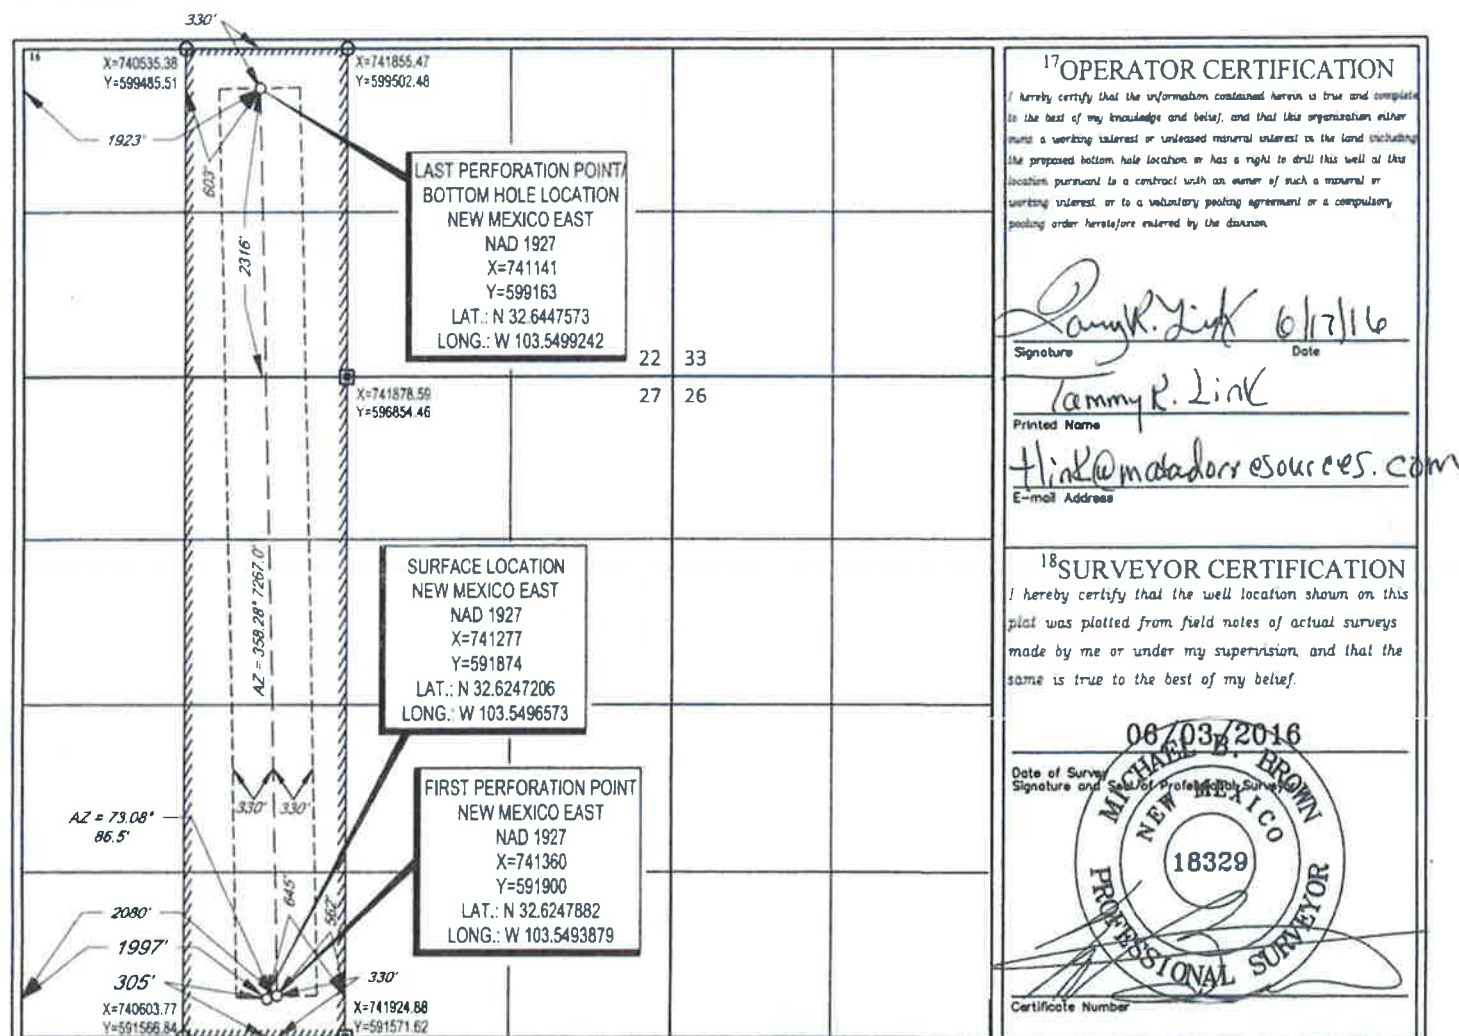 330'
16
X=740535.38
Y=599485.51
X=741855.47
Y=599502.48
1923'
603'
2316'
LAST PERFORATION POINT/
BOTTOM HOLE LOCATION
NEW MEXICO EAST
NAD 1927
X=741141
Y=599163
LAT.: N 32.6447573
LONG.: W 103.5499242
22 33
27 26
X=741878.59
Y=596854.46
AZ = 358.28° 7267.0'
SURFACE LOCATION
NEW MEXICO EAST
NAD 1927
X=741277
Y=591874
LAT.: N 32.6247206
LONG.: W 103.5496573
330' 330'
AZ = 73.08°
86.5'
FIRST PERFORATION POINT
NEW MEXICO EAST
NAD 1927
X=741360
Y=591900
LAT.: N 32.6247882
LONG.: W 103.5493879
645'
562'
2080'
1997'
305'
330'
X=740603.77
Y=591566.84
X=741924.88
Y=591571.62
17 OPERATOR CERTIFICATION
I hereby certify that the information contained herein is true and complete
to the best of my knowledge and belief, and that this organization either
owns a working interest or unleased mineral interest in the land including
the proposed bottom hole location or has a right to drill this well at this
location pursuant to a contract with an owner of such a mineral or
working interest, or to a voluntary pooling agreement or a compulsory
pooling order heretofore entered by the division.
Tammy R. Link 6/17/16
Signature Date
Tammy R. Link
Printed Name
tlink@matadorresources.com
E-mail Address
18 SURVEYOR CERTIFICATION
I hereby certify that the well location shown on this
plat was plotted from field notes of actual surveys
made by me or under my supervision, and that the
same is true to the best of my belief.
06/03/2016
Date of Survey
Signature and Seal of Professional Surveyor
MICHAEL B. BROWN
NEW MEXICO
18329
PROFESSIONAL SURVEYOR
Certificate Number